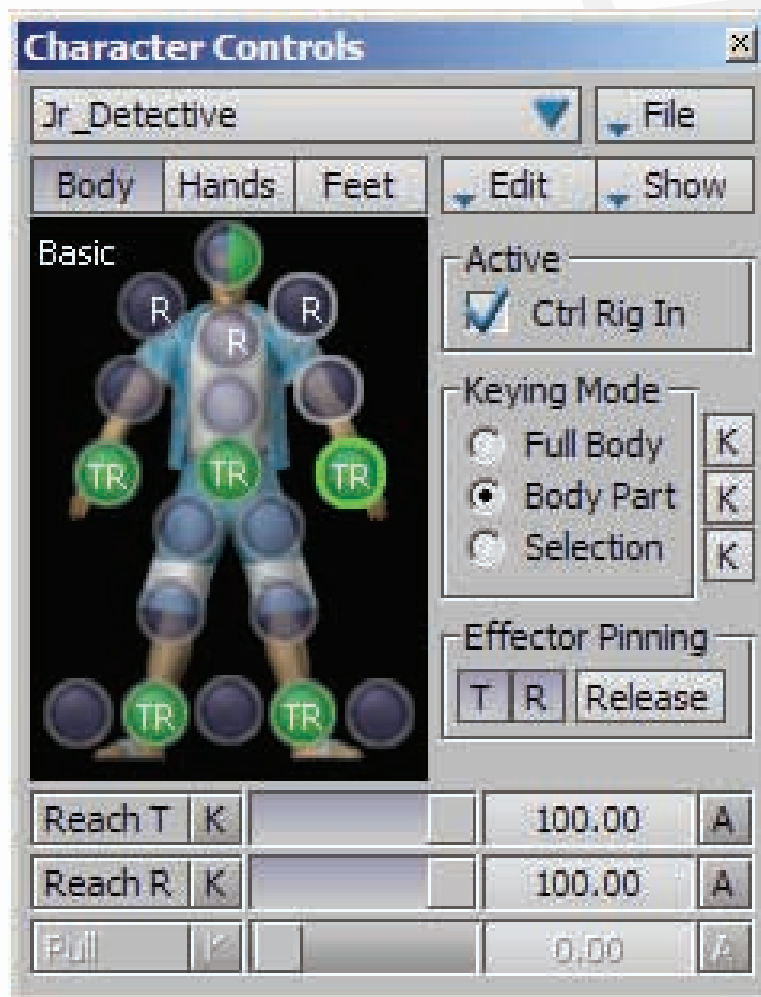 Character Controls
Jr_Detective
File
Body Hands Feet Edit Show
Basic
Active
Ctrl Rig In
R R
R
Keying Mode
Full Body K
Body Part K
Selection K
TR TR TR
Effector Pinning
T R Release
TR TR
Reach T K 100.00 A
Reach R K 100.00 A
Pull K 0.00 A